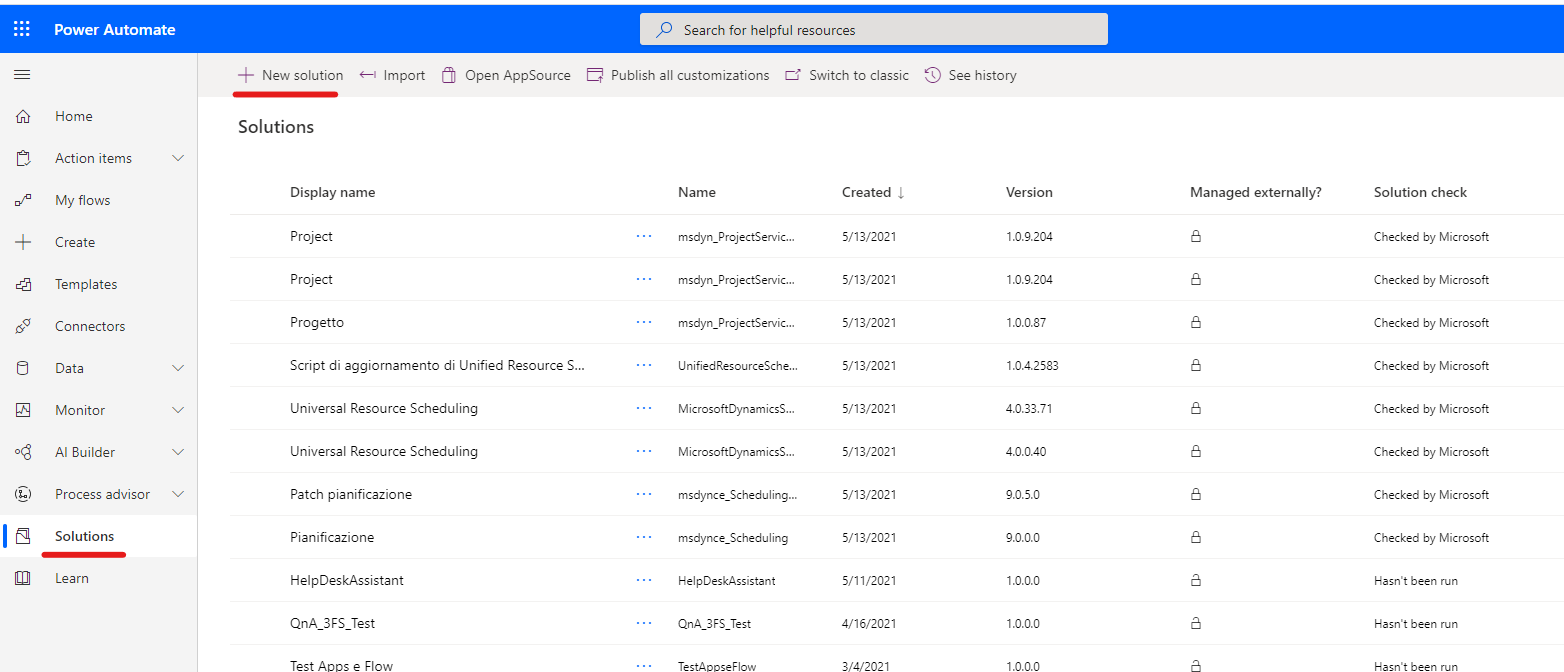 Power Automate
Search for helpful resources
New solution Import Open AppSource Publish all customizations Switch to classic See history
Home
Action items
My flows
Create
Templates
Connectors
Data
Monitor
AI Builder
Process advisor
Solutions
Learn
Solutions
Display name Name Created ↓ Version Managed externally? Solution check
Project ··· msdyn_ProjectServic... 5/13/2021 1.0.9.204 Checked by Microsoft
Project ··· msdyn_ProjectServic... 5/13/2021 1.0.9.204 Checked by Microsoft
Progetto ··· msdyn_ProjectServic... 5/13/2021 1.0.0.87 Checked by Microsoft
Script di aggiornamento di Unified Resource S... ··· UnifiedResourceSche... 5/13/2021 1.0.4.2583 Checked by Microsoft
Universal Resource Scheduling ··· MicrosoftDynamicsS... 5/13/2021 4.0.33.71 Checked by Microsoft
Universal Resource Scheduling ··· MicrosoftDynamicsS... 5/13/2021 4.0.0.40 Checked by Microsoft
Patch pianificazione ··· msdynce_Scheduling... 5/13/2021 9.0.5.0 Checked by Microsoft
Pianificazione ··· msdynce_Scheduling 5/13/2021 9.0.0.0 Checked by Microsoft
HelpDeskAssistant ··· HelpDeskAssistant 5/11/2021 1.0.0.0 Hasn't been run
QnA_3FS_Test ··· QnA_3FS_Test 4/16/2021 1.0.0.0 Hasn't been run
Test Apps e Flow ··· TestAppseFlow 3/4/2021 1.0.0.0 Hasn't been run